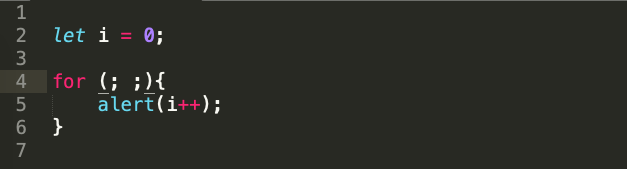 1
2 let i = 0;
3
4 for (; ;){
5     alert(i++);
6 }
7